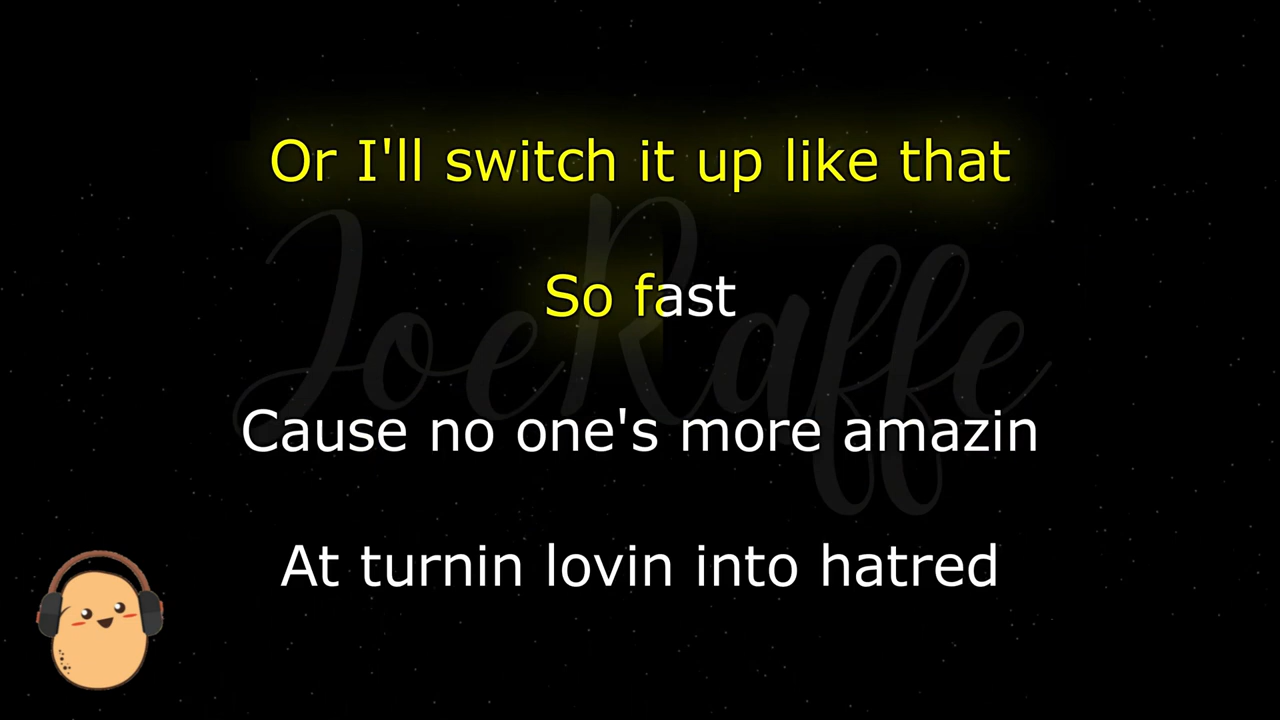 Or I'll switch it up like that
So fast
JoeRaffe
Cause no one's more amazin
At turnin lovin into hatred